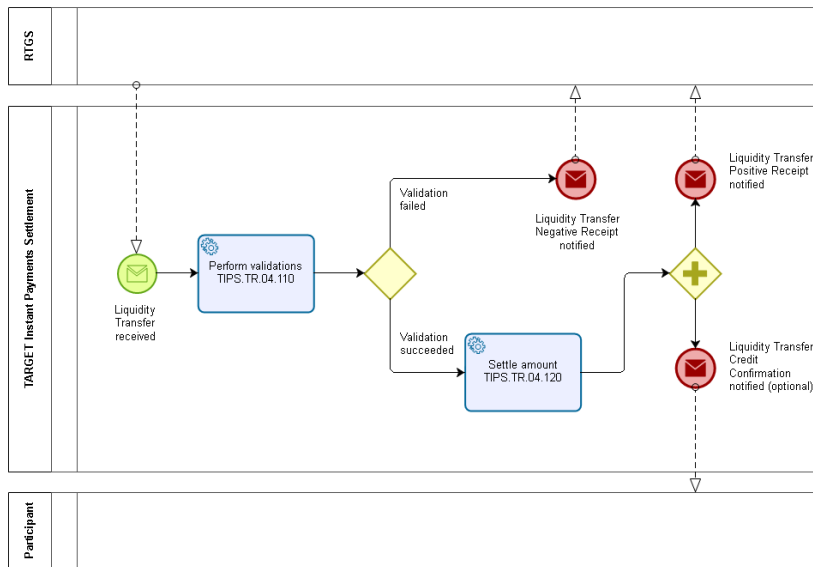 RTGS
TARGET Instant Payments Settlement
Liquidity Transfer
Positive Receipt
notified
Validation
failed
Liquidity Transfer
Negative Receipt
notified
Perform validations
TIPS.TR.04.110
Liquidity
Transfer
received
Validation
succeeded
Settle amount
TIPS.TR.04.120
Liquidity Transfer
Credit
Confirmation
notified (optional)
Participant